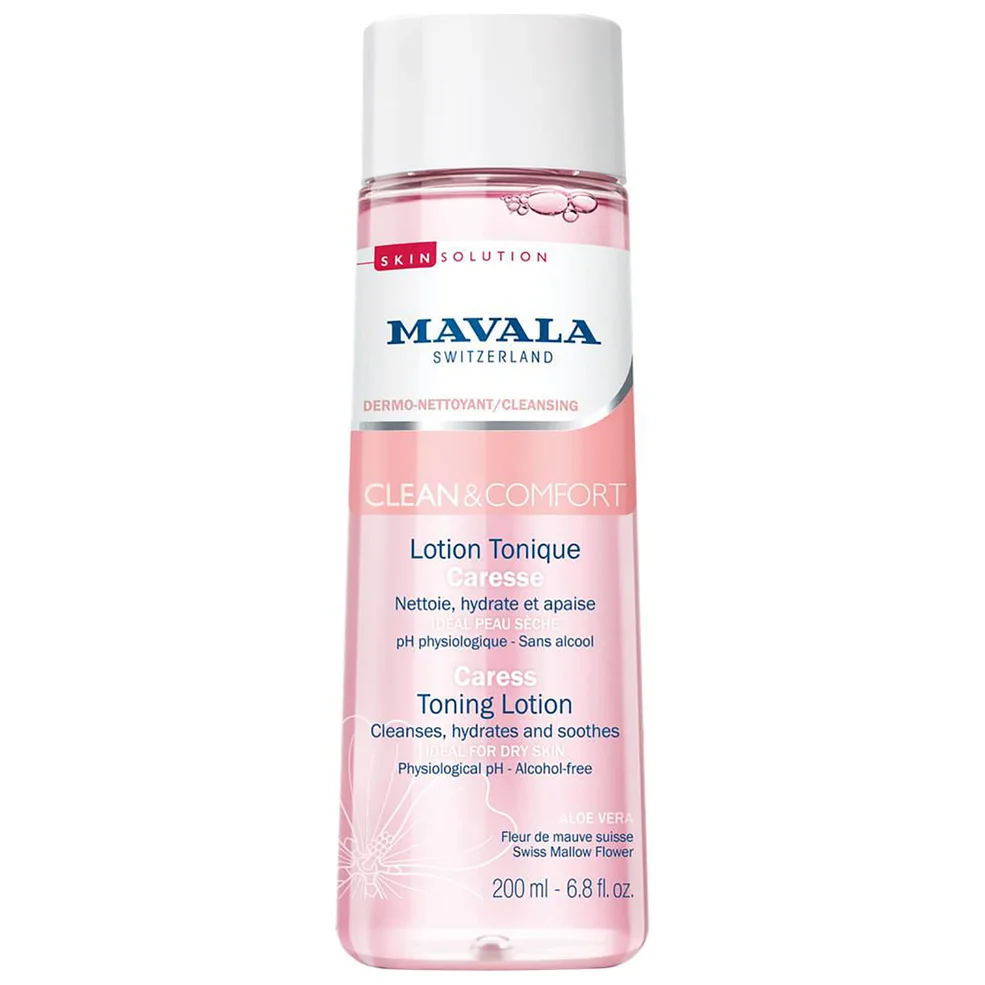 SKIN SOLUTION
MAVALA
SWITZERLAND
DERMO-NETTOYANT/CLEANSING
CLEAN & COMFORT
Lotion Tonique
Caresse
Nettoie, hydrate et apaise
IDÉAL PEAU SÈCHE
pH physiologique - Sans alcool
Caress
Toning Lotion
Cleanses, hydrates and soothes
IDEAL FOR DRY SKIN
Physiological pH - Alcohol-free
ALOE VERA
Fleur de mauve suisse
Swiss Mallow Flower
200 ml - 6.8 fl. oz.